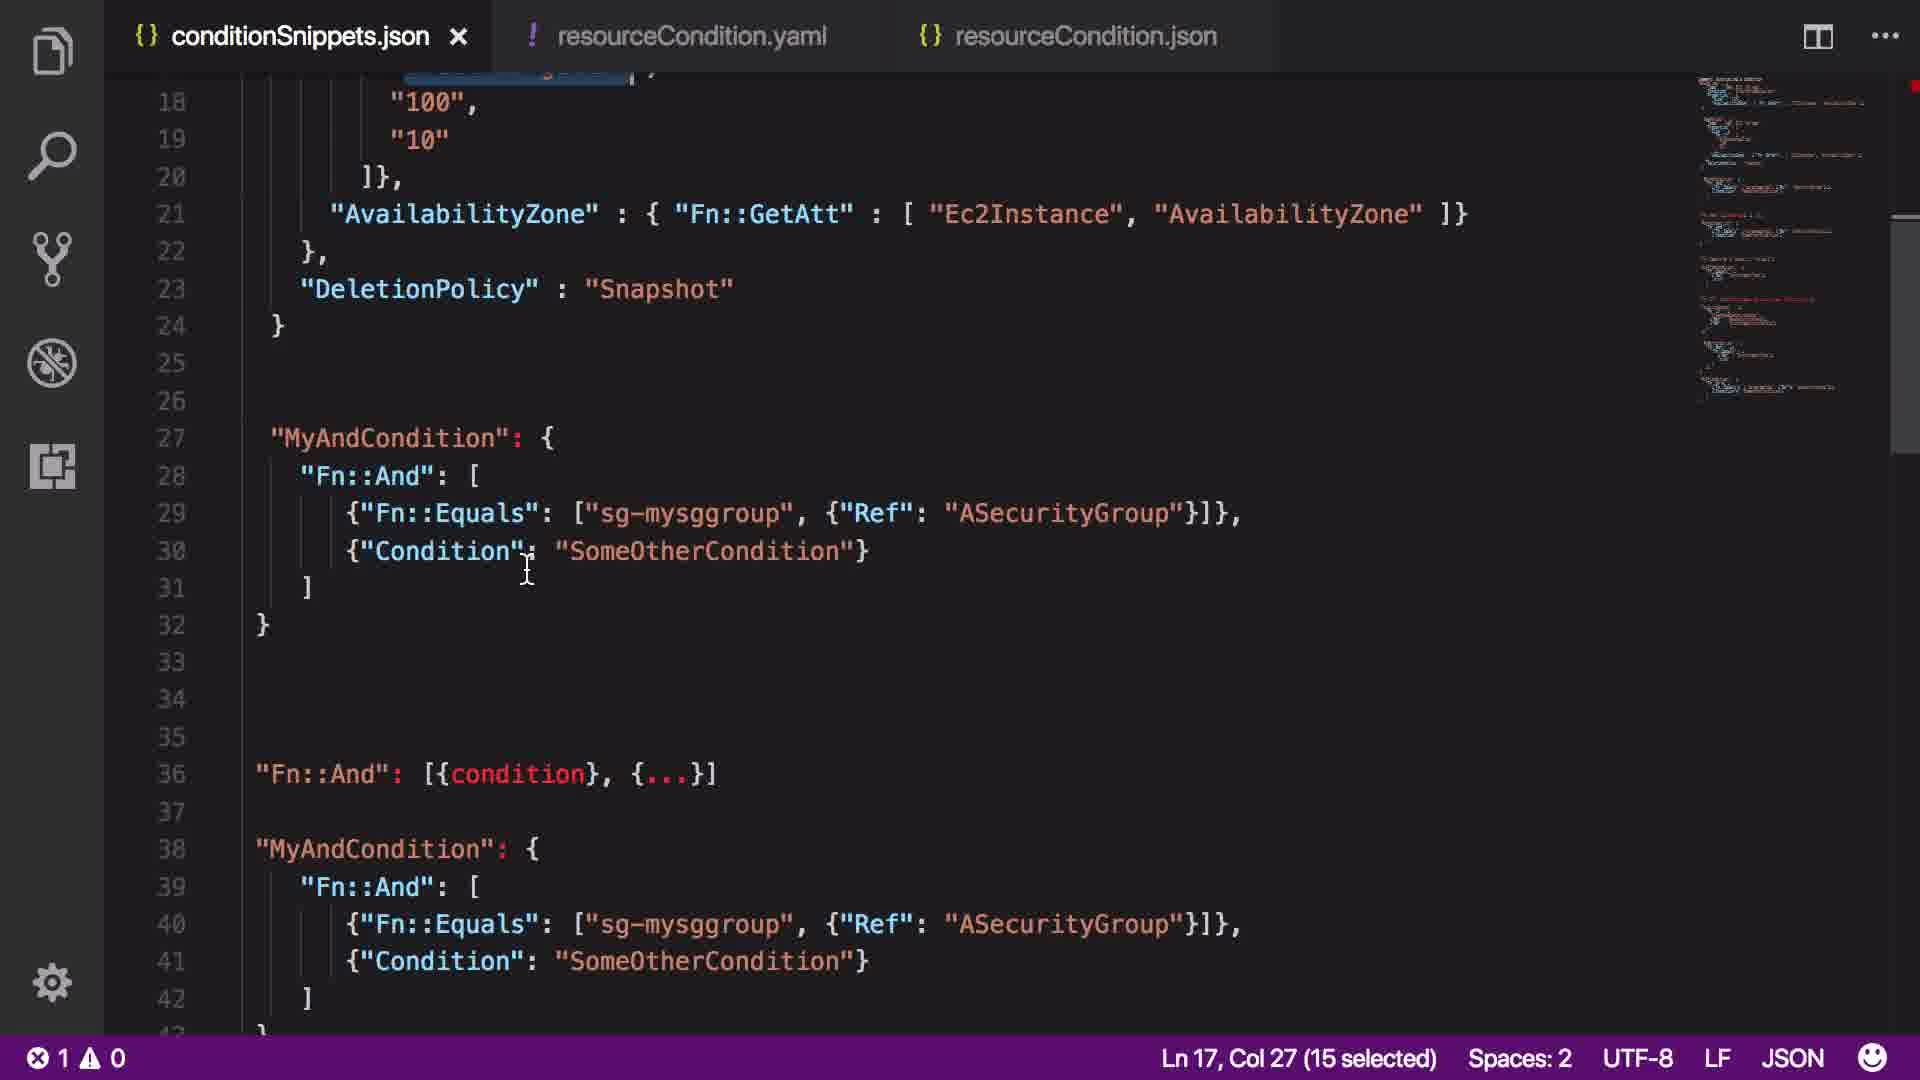 {} conditionSnippets.json ×
! resourceCondition.yaml
{} resourceCondition.json
18 "100",
19 "10"
20 ]},
21 "AvailabilityZone" : { "Fn::GetAtt" : [ "Ec2Instance", "AvailabilityZone" ]}
22 },
23 "DeletionPolicy" : "Snapshot"
24 }
25
26
27 "MyAndCondition": {
28 "Fn::And": [
29 {"Fn::Equals": ["sg-mysggroup", {"Ref": "ASecurityGroup"}]},
30 {"Condition": "SomeOtherCondition"}
31 ]
32 }
33
34
35
36 "Fn::And": [{condition}, {...}]
37
38 "MyAndCondition": {
39 "Fn::And": [
40 {"Fn::Equals": ["sg-mysggroup", {"Ref": "ASecurityGroup"}]},
41 {"Condition": "SomeOtherCondition"}
42 ]
1 0 Ln 17, Col 27 (15 selected) Spaces: 2 UTF-8 LF JSON